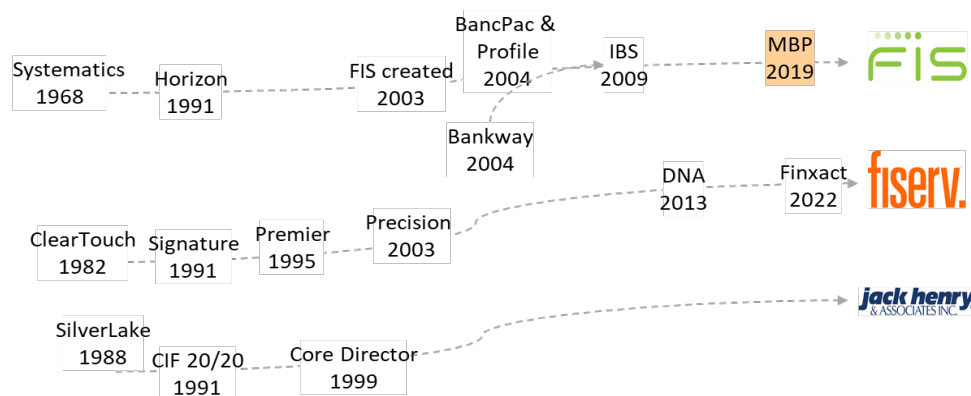 Systematics
1968
Horizon
1991
FIS created
2003
BancPac &
Profile
2004
Bankway
2004
IBS
2009
MBP
2019
FIS
ClearTouch
1982
Signature
1991
Premier
1995
Precision
2003
DNA
2013
Finxact
2022
fiserv.
SilverLake
1988
CIF 20/20
1991
Core Director
1999
jack henry
& ASSOCIATES INC.